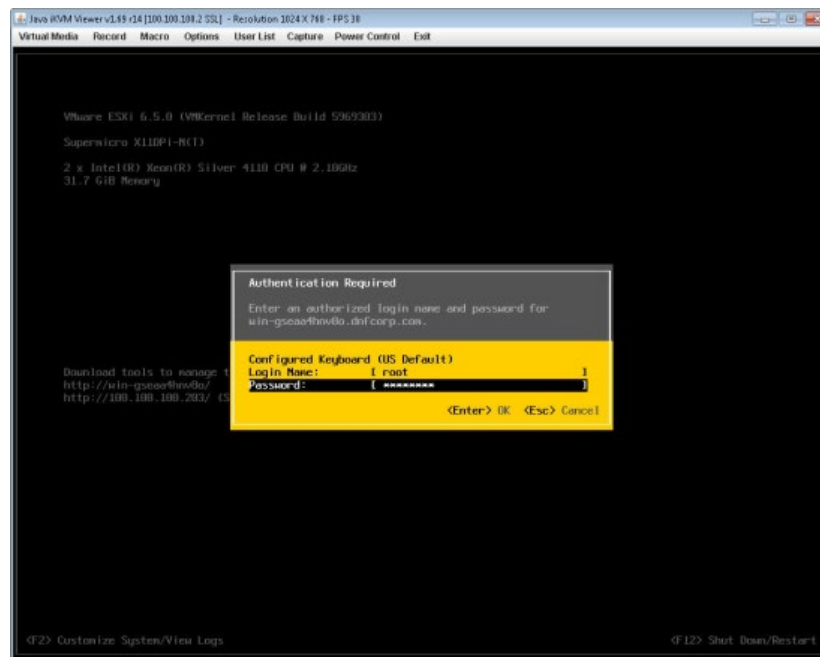 Java iKVM Viewer v1.69 r14 [100.100.100.2 SSL] - Resolution 1024 X 768 - FPS 30
Virtual Media Record Macro Options User List Capture Power Control Exit
VMware ESXi 6.5.0 (VMKernel Release Build 5969303)
Supermicro X11DPi-N(T)
2 x Intel(R) Xeon(R) Silver 4110 CPU @ 2.10GHz
31.7 GiB Memory
Authentication Required
Enter an authorized login name and password for
win-gseaa4hnv0o.dnfcorp.com.
Configured Keyboard (US Default)
Login Name: [ root ]
Password: [ ******** ]
<Enter> OK <Esc> Cancel
Download tools to manage t
http://win-gseaa4hnv0o/
http://100.100.100.203/ (S
<F2> Customize System/View Logs
<F12> Shut Down/Restart